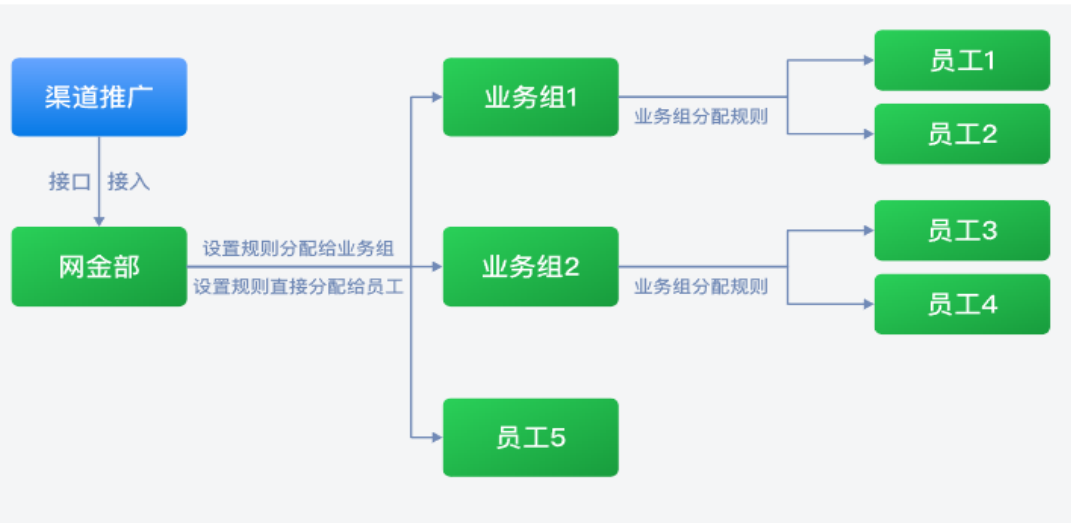 渠道推广
接口 接入
网金部
设置规则分配给业务组
设置规则直接分配给员工
业务组1
业务组分配规则
员工1
员工2
业务组2
业务组分配规则
员工3
员工4
员工5